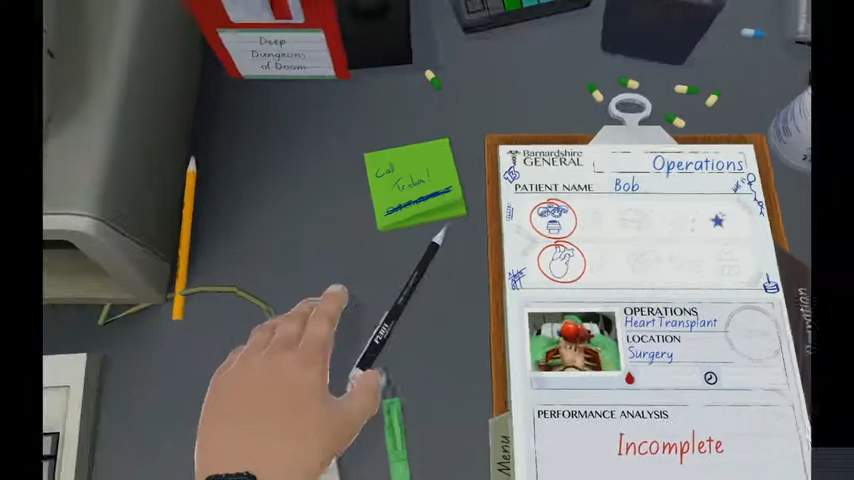 Deep
Dungeons
of Doom
Call
Barnardshire
GENERAL
Operations
PATIENT NAME
Bob
OPERATIONS
Heart Transplant
LOCATION
Surgery
PERFORMANCE ANALYSIS
Incomplete
Menu